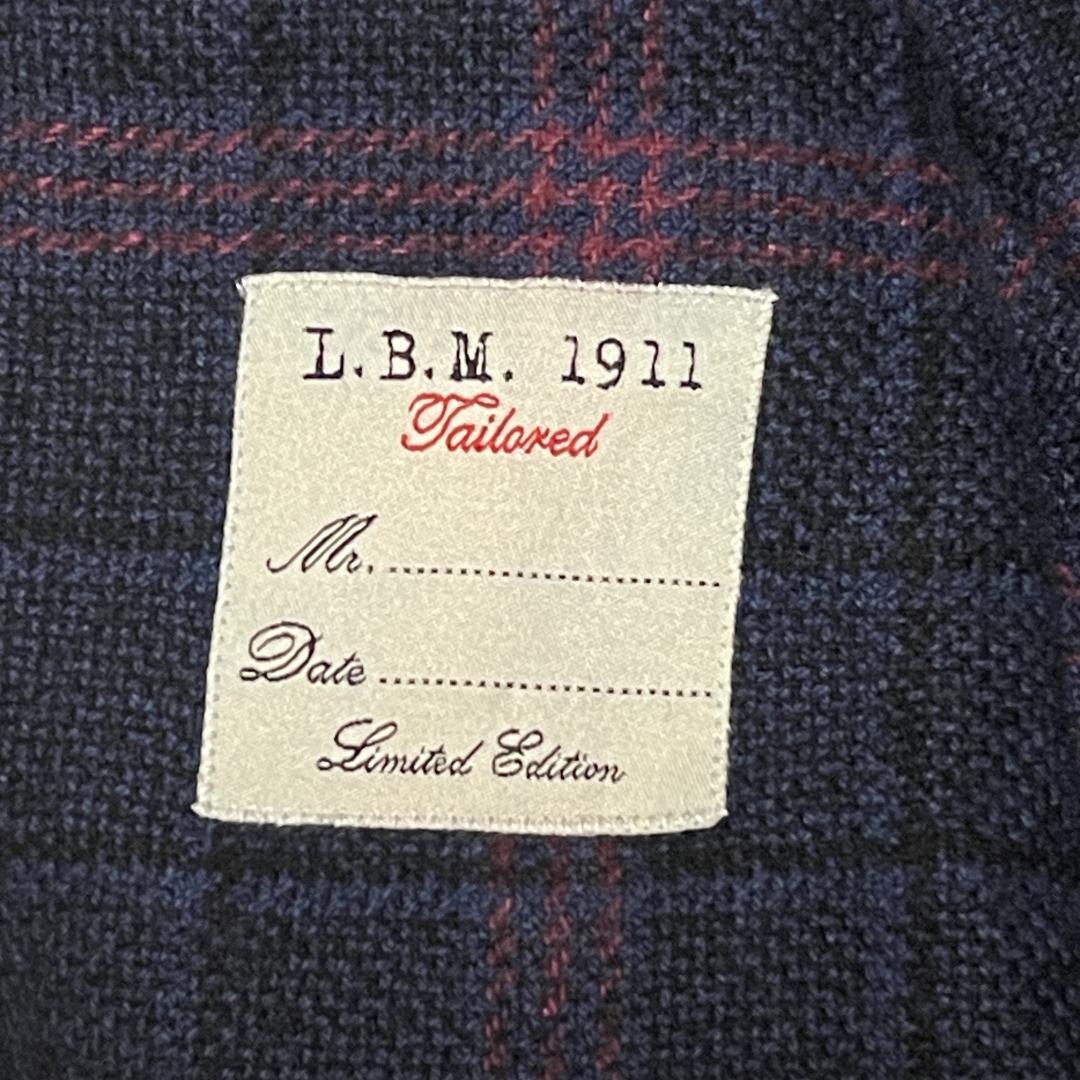 L.B.M. 1911
Tailored
Mr. ........................................
Date ........................................
Limited Edition